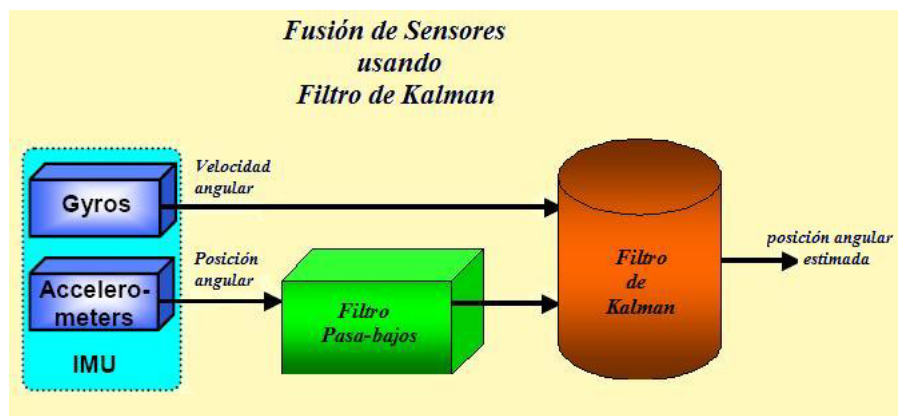 Fusión de Sensores
usando
Filtro de Kalman
Velocidad
angular
Gyros
Posición
angular
Accelero-
meters
IMU
Filtro
Pasa-bajos
Filtro
de
Kalman
posición angular
estimada